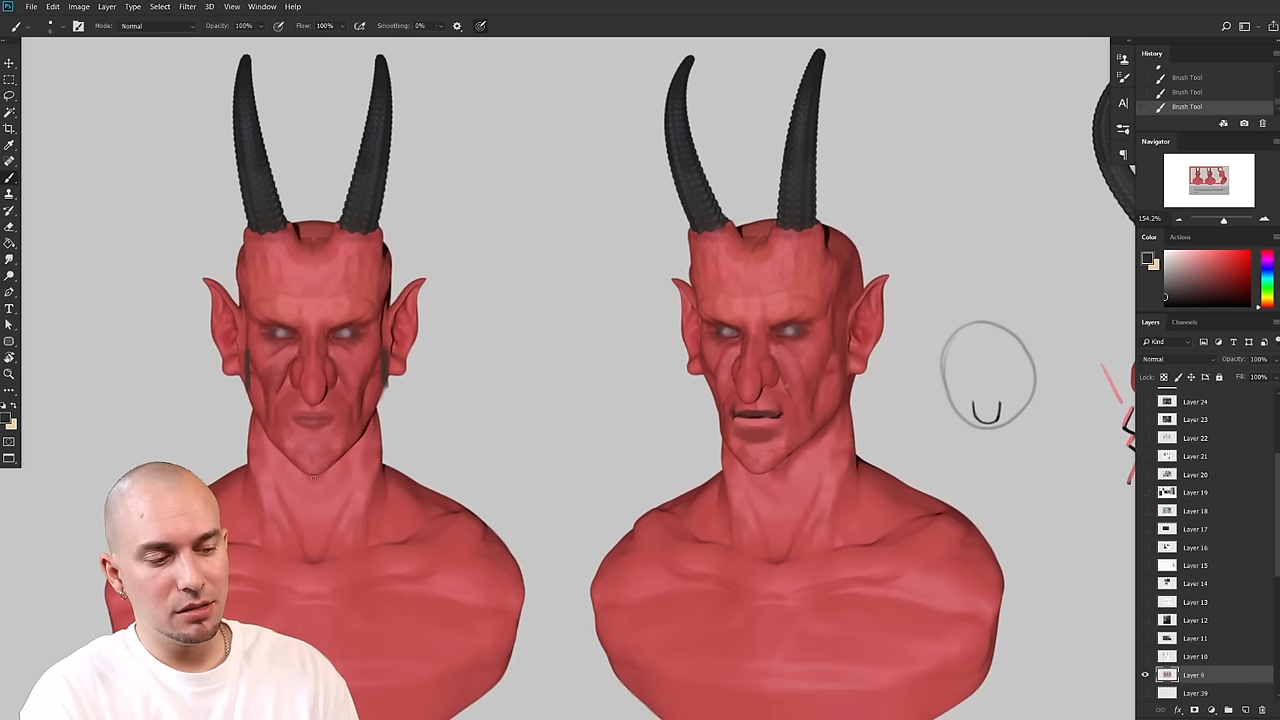 Ps File Edit Image Layer Type Select Filter 3D View Window Help
Mode: Normal Opacity: 100% Flow: 100% Smoothing: 0%
History
Brush Tool
Brush Tool
Brush Tool
Navigator
154.2%
Color Actions
Layers Channels
Kind
Normal Opacity: 100%
Lock: Fill: 100%
Layer 24
Layer 23
Layer 22
Layer 21
Layer 20
Layer 19
Layer 18
Layer 17
Layer 16
Layer 15
Layer 14
Layer 13
Layer 12
Layer 11
Layer 10
Layer 9
Layer 39